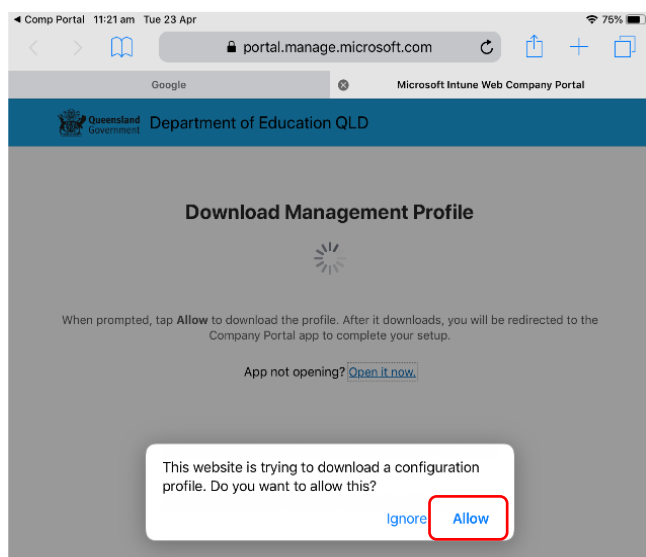 Comp Portal 11:21 am Tue 23 Apr 75%
portal.manage.microsoft.com
Google Microsoft Intune Web Company Portal
Queensland
Government
Department of Education QLD
Download Management Profile
When prompted, tap Allow to download the profile. After it downloads, you will be redirected to the
Company Portal app to complete your setup.
App not opening? Open it now.
This website is trying to download a configuration
profile. Do you want to allow this?
Ignore Allow